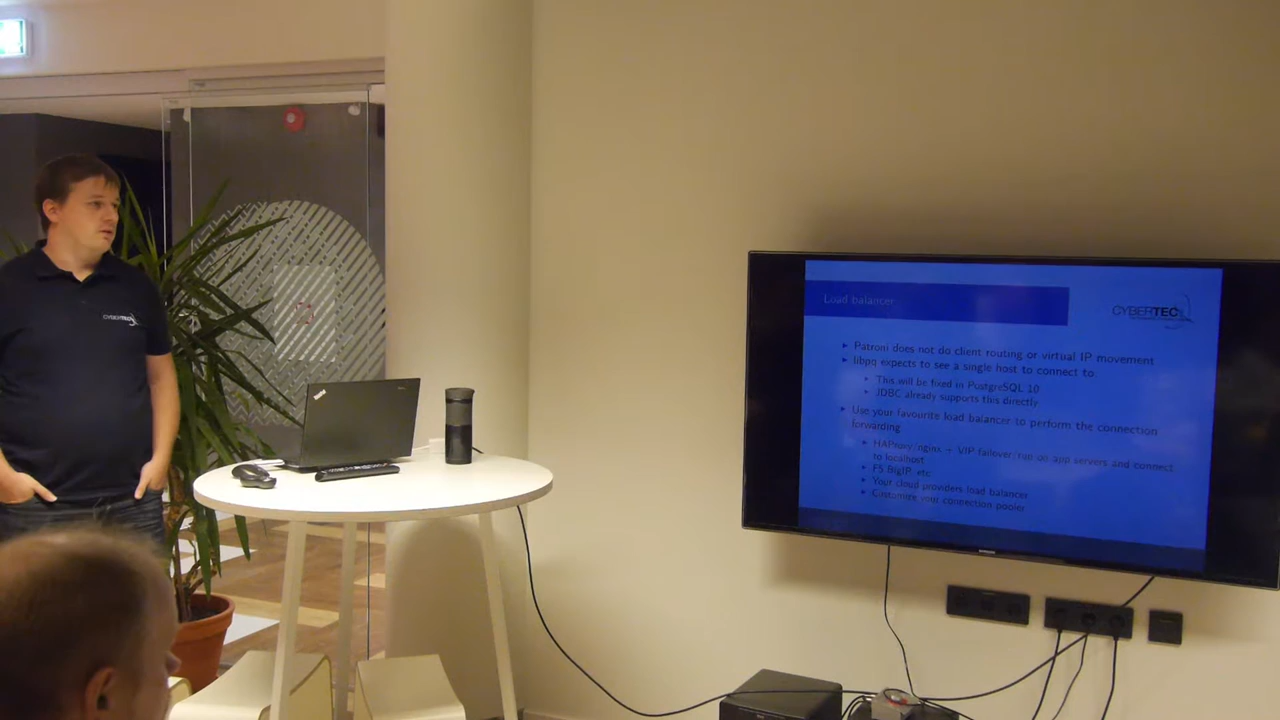 CYBERTEC
Load balancer
CYBERTEC
Patroni does not do client routing or virtual IP movement
libpq expects to see a single host to connect to
This will be fixed in PostgreSQL 10
JDBC already supports this directly
Use your favourite load balancer to perform the connection
forwarding
HAProxy/nginx + VIP failover, run on app servers and connect
to localhost
F5 BigIP, etc
Your cloud providers load balancer
Customize your connection pooler